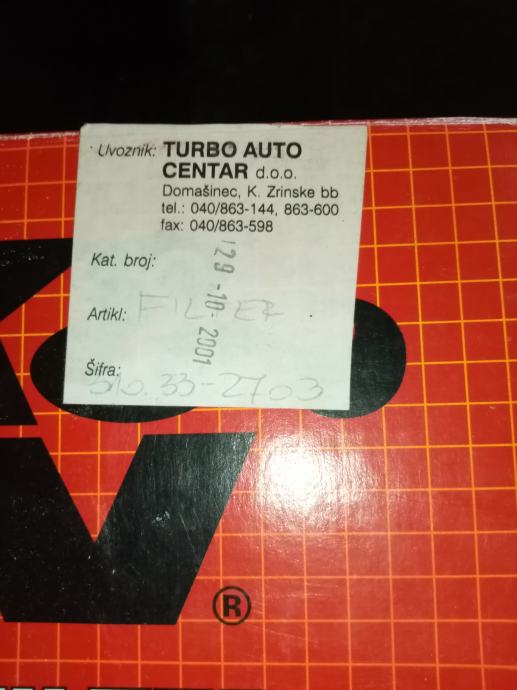 Uvoznik: TURBO AUTO
CENTAR d.o.o.
Domašinec, K. Zrinske bb
tel.: 040/863-144, 863-600
fax: 040/863-598
Kat. broj:
29 -10- 2001
Artikl: FILTER
Šifra:
33-2703
®